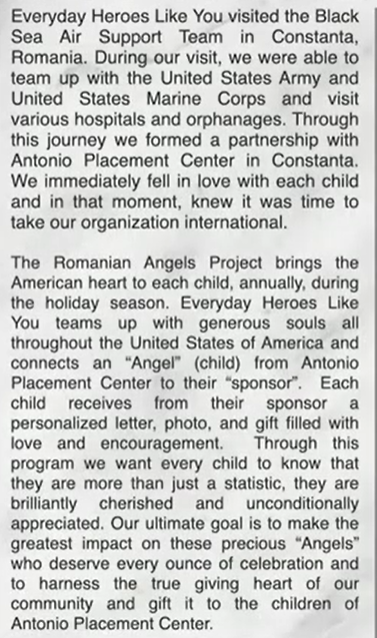 Everyday Heroes Like You visited the Black
Sea Air Support Team in Constanta,
Romania. During our visit, we were able to
team up with the United States Army and
United States Marine Corps and visit
various hospitals and orphanages. Through
this journey we formed a partnership with
Antonio Placement Center in Constanta.
We immediately fell in love with each child
and in that moment, knew it was time to
take our organization international.

The Romanian Angels Project brings the
American heart to each child, annually, during
the holiday season. Everyday Heroes Like
You teams up with generous souls all
throughout the United States of America and
connects an “Angel” (child) from Antonio
Placement Center to their “sponsor”. Each
child receives from their sponsor a
personalized letter, photo, and gift filled with
love and encouragement. Through this
program we want every child to know that
they are more than just a statistic, they are
brilliantly cherished and unconditionally
appreciated. Our ultimate goal is to make the
greatest impact on these precious “Angels”
who deserve every ounce of celebration and
to harness the true giving heart of our
community and gift it to the children of
Antonio Placement Center.